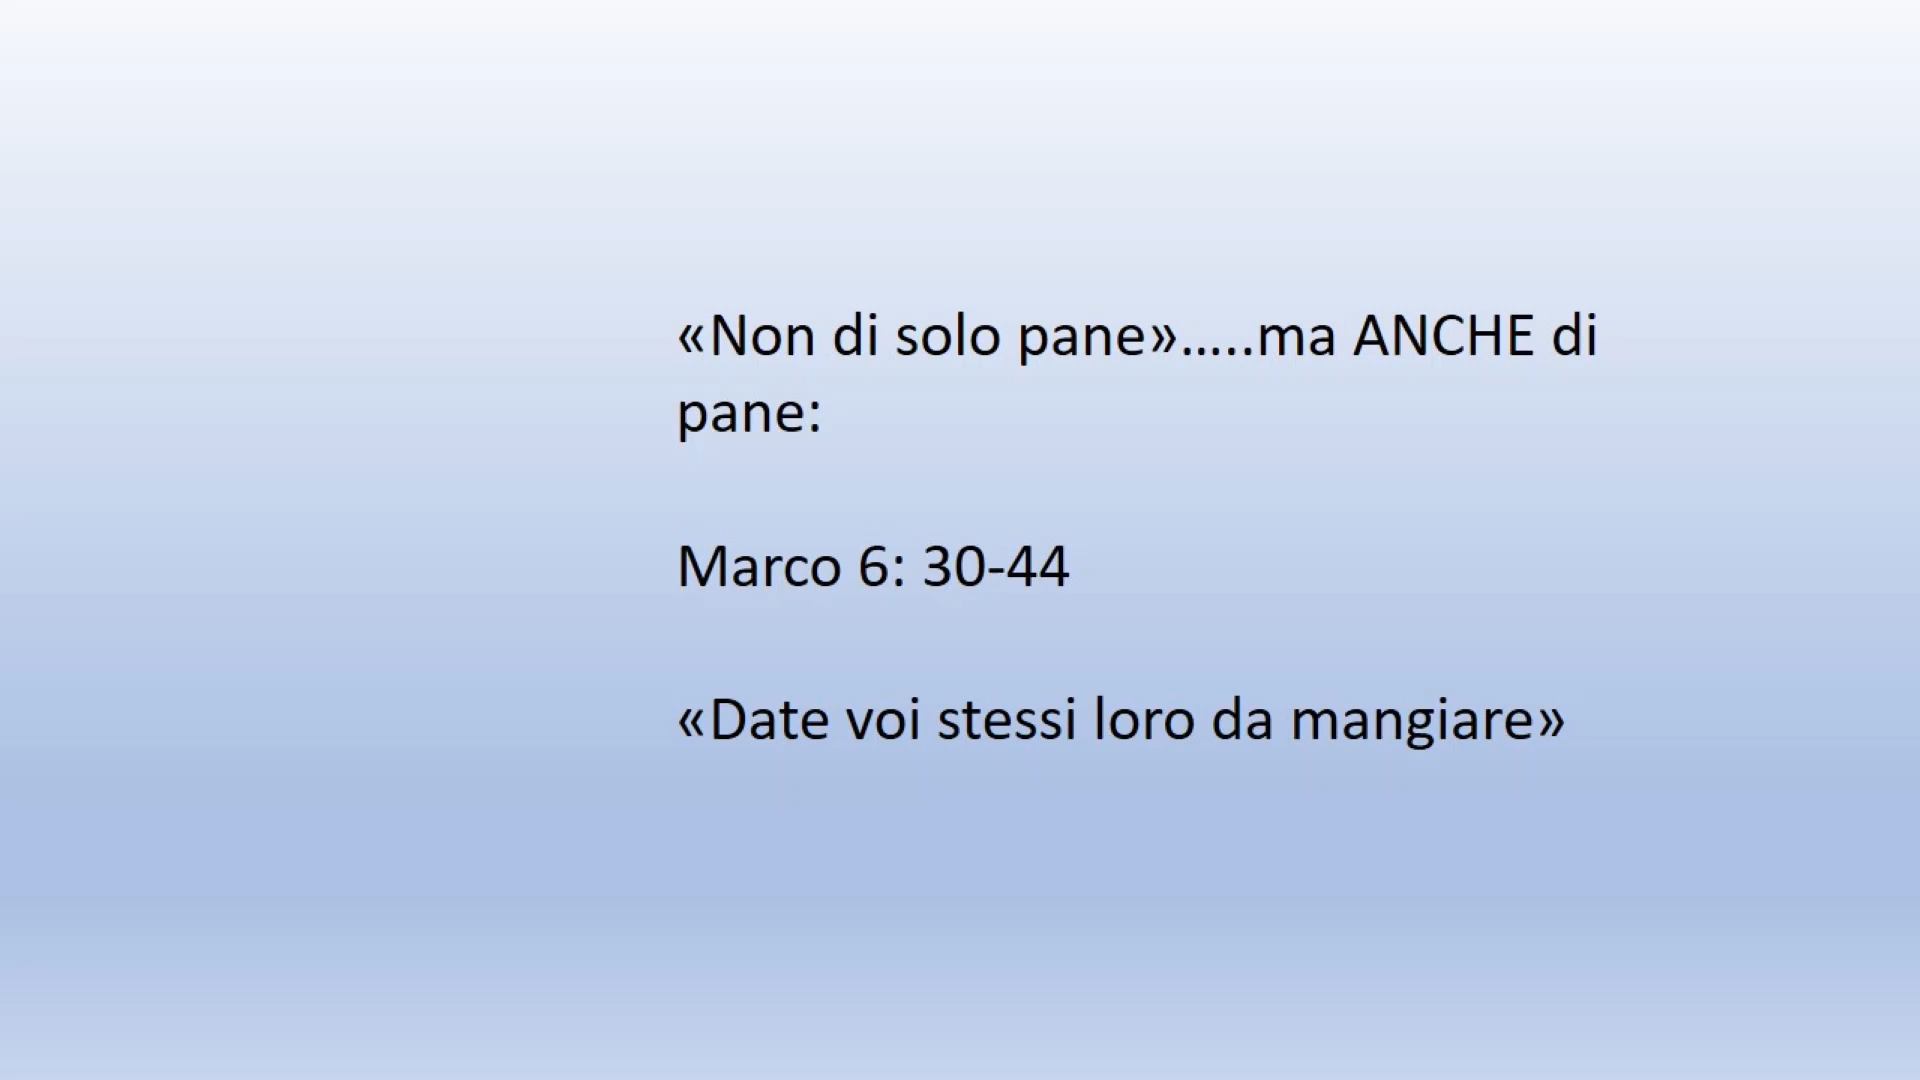 «Non di solo pane»…..ma ANCHE di
pane:
Marco 6: 30-44
«Date voi stessi loro da mangiare»